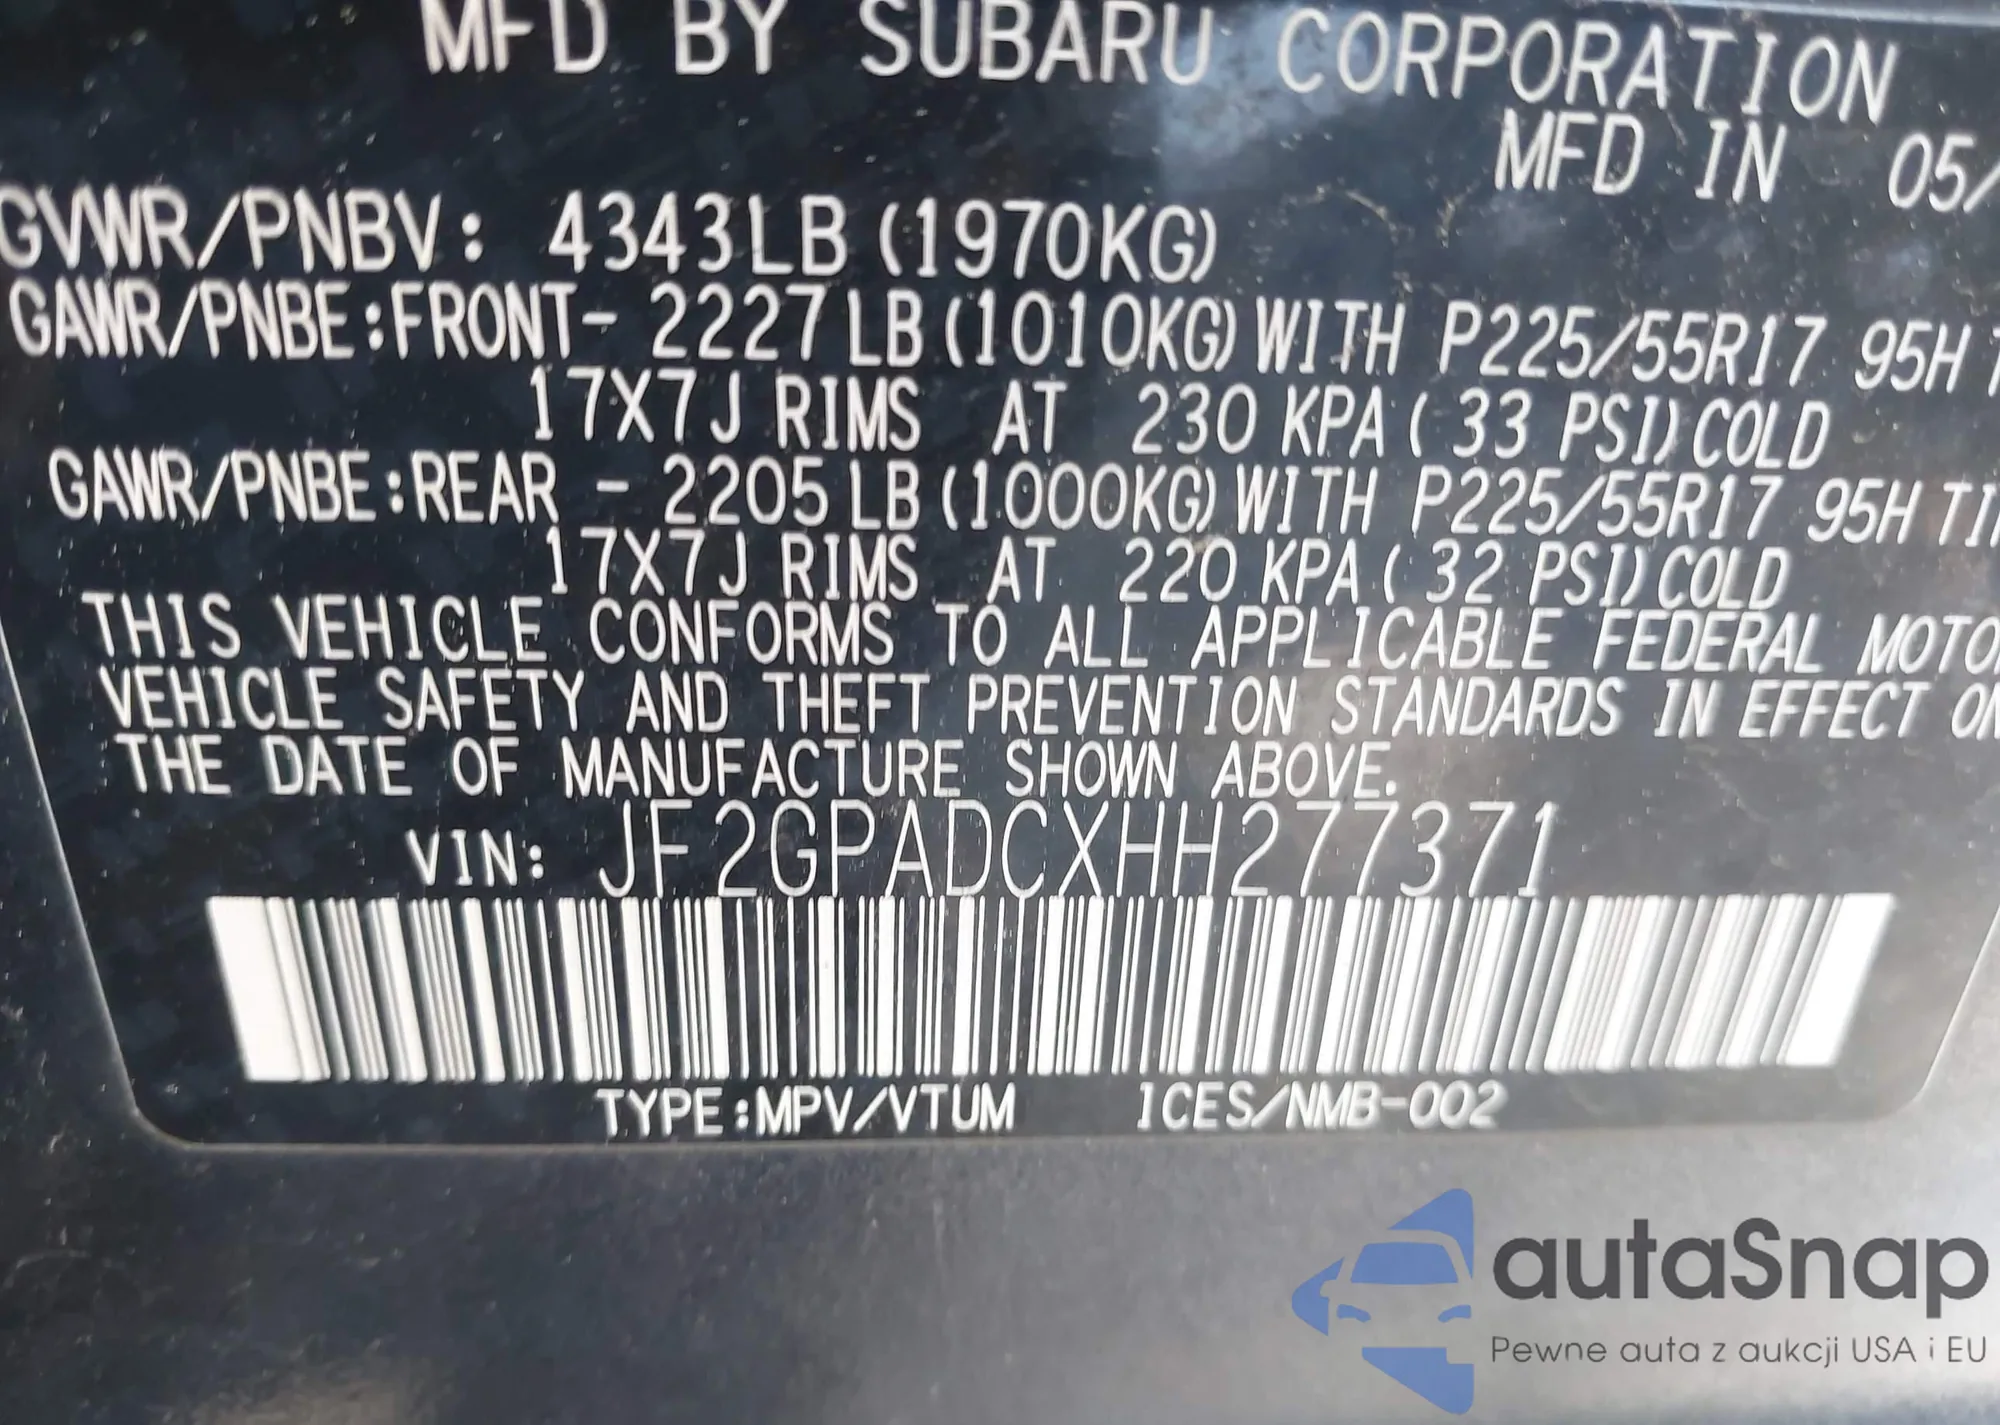 MFD BY SUBARU CORPORATION
MFD IN 05/
GVWR/PNBV: 4343LB (1970KG)
GAWR/PNBE:FRONT- 2227LB(1010KG)WITH P225/55R17 95H
17X7J RIMS AT 230 KPA( 33 PSI)COLD
GAWR/PNBE:REAR - 2205LB(1000KG)WITH P225/55R17 95H
17X7J RIMS AT 220 KPA( 32 PSI)COLD
THIS VEHICLE CONFORMS TO ALL APPLICABLE FEDERAL
VEHICLE SAFETY AND THEFT PREVENTION STANDARDS IN EFFECT ON
THE DATE OF MANUFACTURE SHOWN ABOVE.
VIN: JF2GPADCXHH277371
TYPE:MPV/VTUM ICES/NMB-002
autaSnap
Pewne auta z aukcji USA i EU